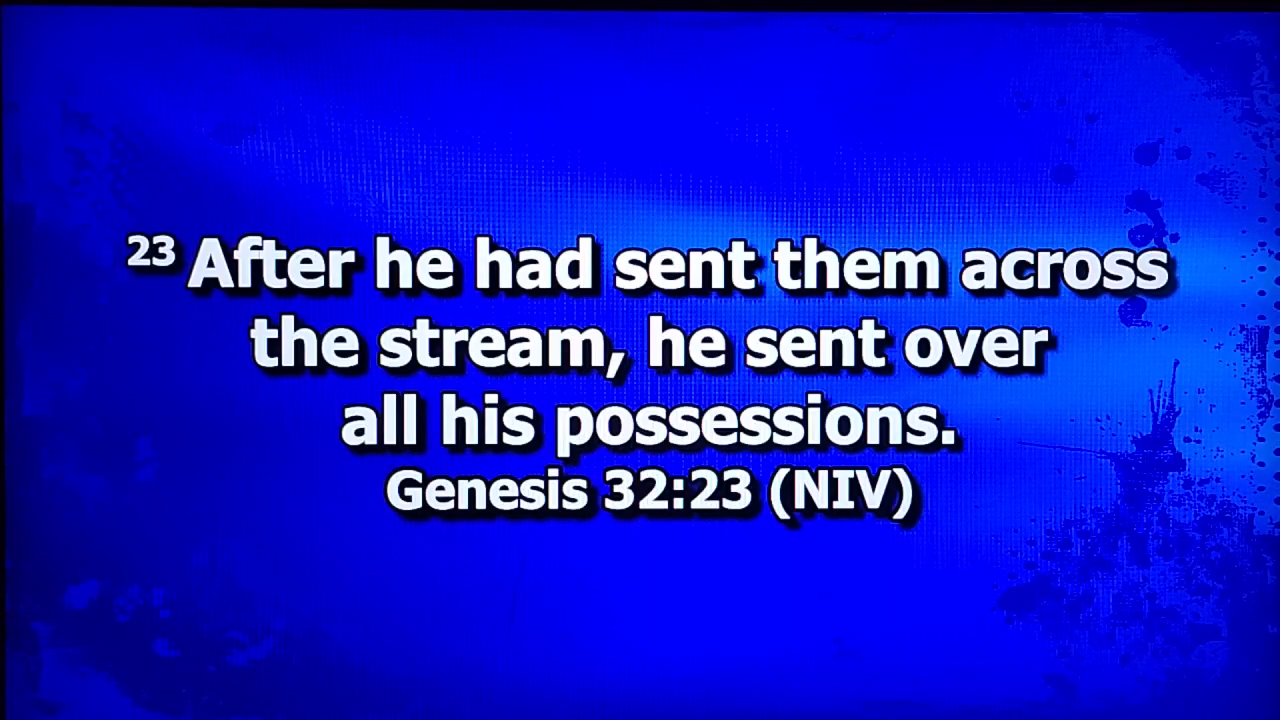 23 After he had sent them across
the stream, he sent over
all his possessions.
Genesis 32:23 (NIV)